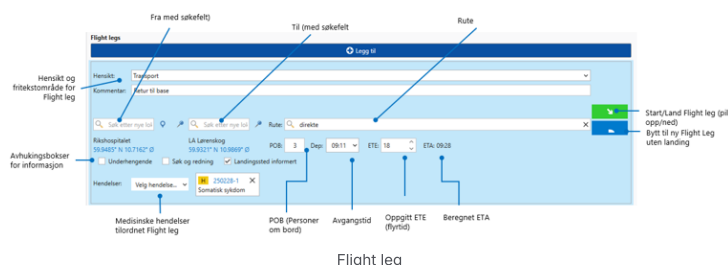 Fra med søkefelt)
Til (med søkefelt
Rute
Flight legs
Legg til
Hensikt og
fritekstområde for
Flight leg
Hensikt:
Transport
Kommentar:
Retur til base
Søk etter nye lok
Søk etter nye lok
Rute:
direkte
Start/Land Flight leg (pil
opp/ned)
Bytt til ny Flight Leg
uten landing
Rikshospitalet
59.9485° N 10.7162° Ø
LA Lørenskog
59.9321° N 10.9869° Ø
POB:
3
Dep:
09:11
ETE:
18
ETA: 09:28
Avhukingsbokser
for informasjon
Underhengende
Søk og redning
Landingssted informert
Hendelser:
Velg hendelse...
H 250228-1
Somatisk sykdom
Medisinske hendelser
tilordnet Flight leg
POB (Personer
om bord)
Avgangstid
Oppgitt ETE
(flytid)
Beregnet ETA
Flight leg